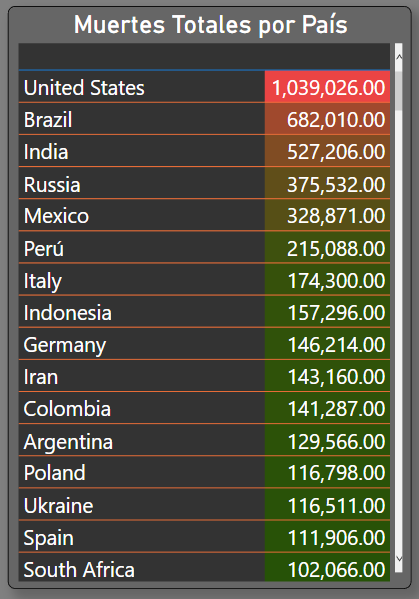 Muertes Totales por País
United States 1,039,026.00
Brazil 682,010.00
India 527,206.00
Russia 375,532.00
Mexico 328,871.00
Perú 215,088.00
Italy 174,300.00
Indonesia 157,296.00
Germany 146,214.00
Iran 143,160.00
Colombia 141,287.00
Argentina 129,566.00
Poland 116,798.00
Ukraine 116,511.00
Spain 111,906.00
South Africa 102,066.00